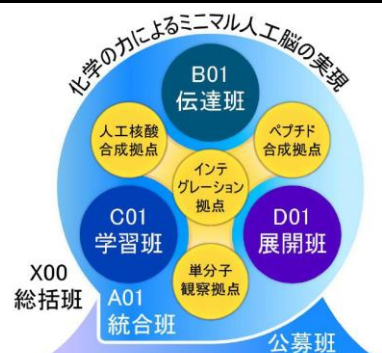 化学の力によるミニマル人工脳の実現
B01
伝達班
人工核酸
合成拠点
ペプチド
合成拠点
インテ
グレーション
拠点
C01
学習班
D01
展開班
単分子
観察拠点
X00
総括班
A01
統合班
公募班